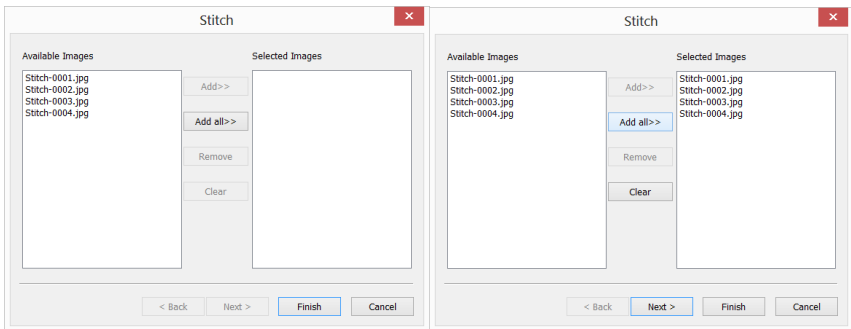 Stitch
×
Available Images
Selected Images
Stitch-0001.jpg
Stitch-0002.jpg
Stitch-0003.jpg
Stitch-0004.jpg
Add>>
Add all>>
Remove
Clear
< Back
Next >
Finish
Cancel
Stitch
×
Available Images
Selected Images
Stitch-0001.jpg
Stitch-0002.jpg
Stitch-0003.jpg
Stitch-0004.jpg
Add>>
Add all>>
Remove
Clear
Stitch-0001.jpg
Stitch-0002.jpg
Stitch-0003.jpg
Stitch-0004.jpg
< Back
Next >
Finish
Cancel